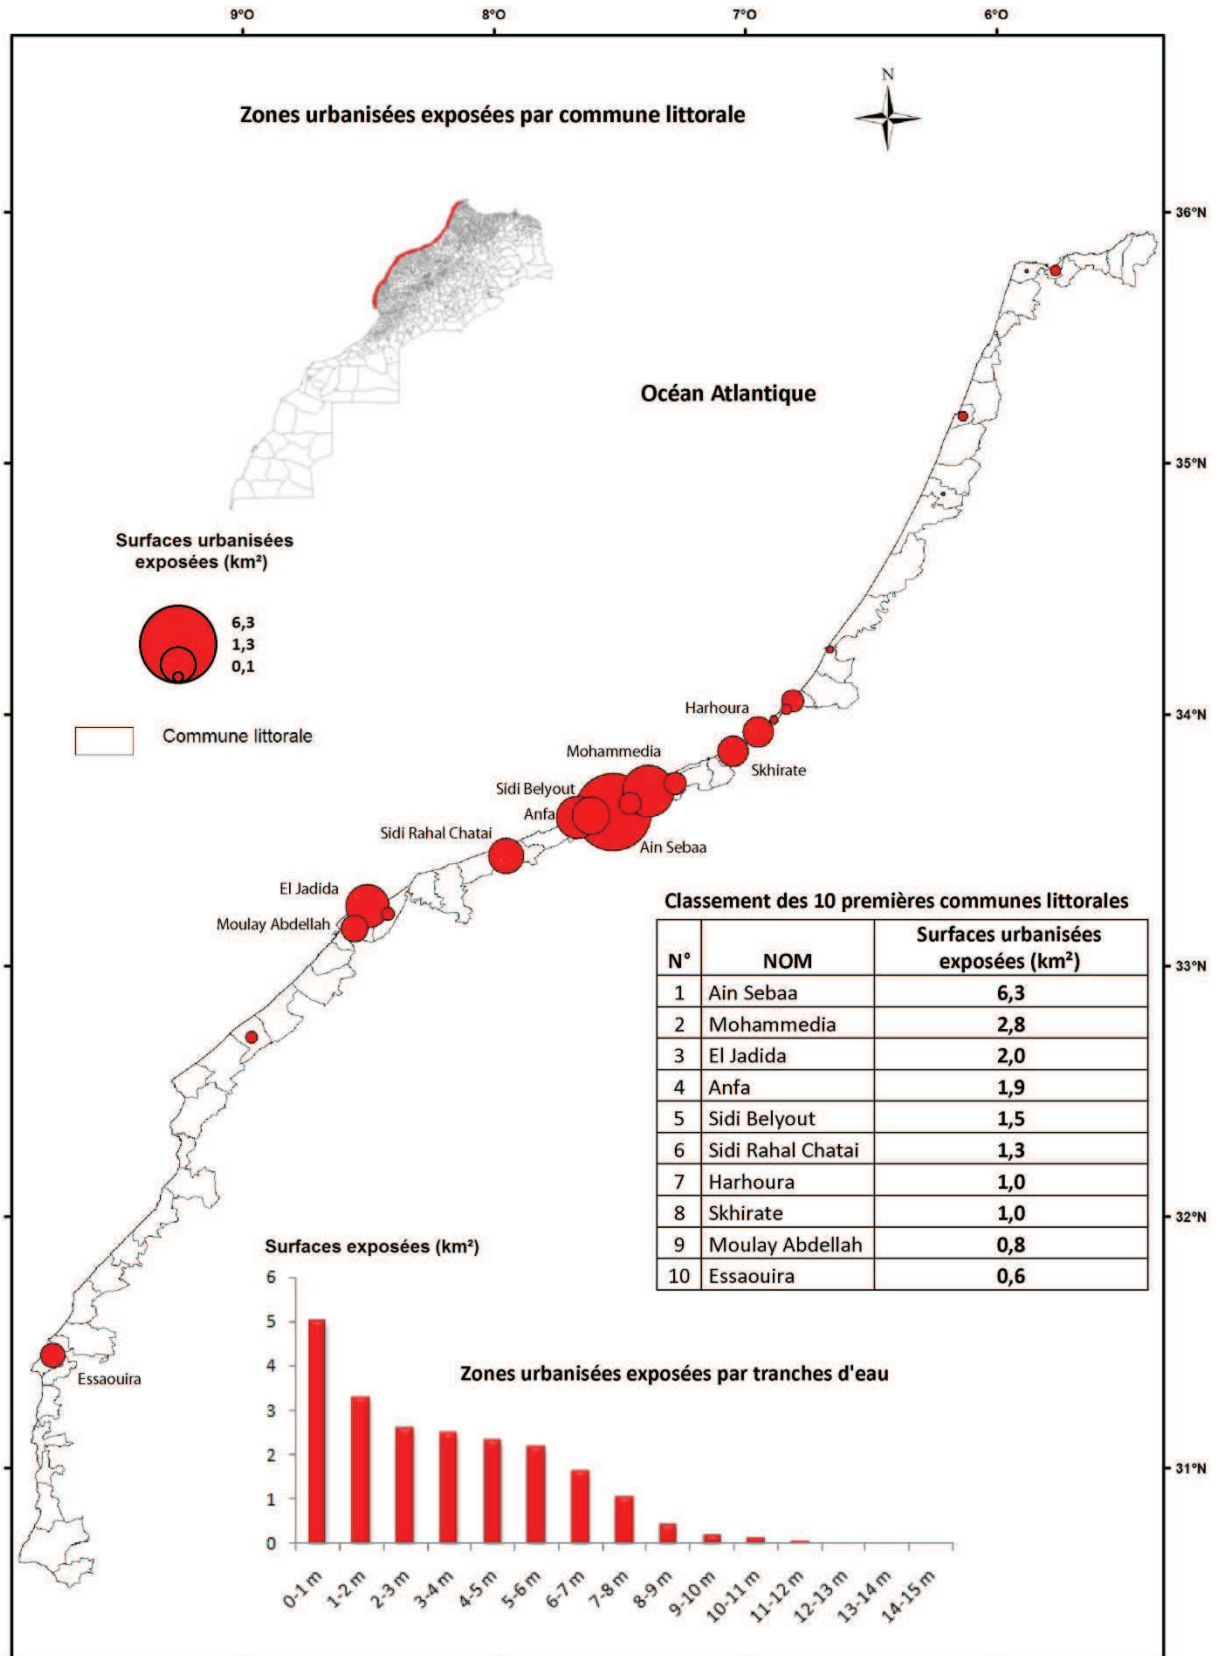 9°O 8°O 7°O 6°O
Zones urbanisées exposées par commune littorale
N
36°N
Océan Atlantique
35°N
Surfaces urbanisées
exposées (km²)
6,3
1,3
0,1
Commune littorale
34°N
Harhoura
Skhirate
Mohammedia
Sidi Belyout
Anfa
Ain Sebaa
Sidi Rahal Chatai
El Jadida
Moulay Abdellah
33°N
Classement des 10 premières communes littorales
N° NOM Surfaces urbanisées
exposées (km²)
1 Ain Sebaa 6,3
2 Mohammedia 2,8
3 El Jadida 2,0
4 Anfa 1,9
5 Sidi Belyout 1,5
6 Sidi Rahal Chatai 1,3
7 Harhoura 1,0
8 Skhirate 1,0
9 Moulay Abdellah 0,8
10 Essaouira 0,6
32°N
Essaouira
31°N
Surfaces exposées (km²)
Zones urbanisées exposées par tranches d'eau
6
5
4
3
2
1
0
0-1 m 1-2 m 2-3 m 3-4 m 4-5 m 5-6 m 6-7 m 7-8 m 8-9 m 9-10 m 10-11 m 11-12 m 12-13 m 13-14 m 14-15 m